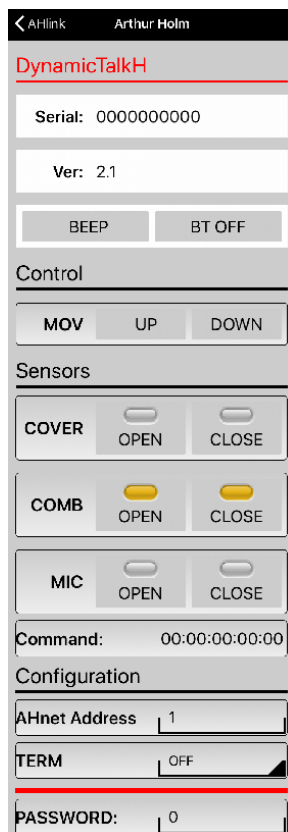 AHlink Arthur Holm
DynamicTalkH
Serial: 0000000000
Ver: 2.1
BEEP BT OFF
Control
MOV UP DOWN
Sensors
COVER OPEN CLOSE
COMB OPEN CLOSE
MIC OPEN CLOSE
Command: 00:00:00:00:00
Configuration
AHnet Address 1
TERM OFF
PASSWORD: 0